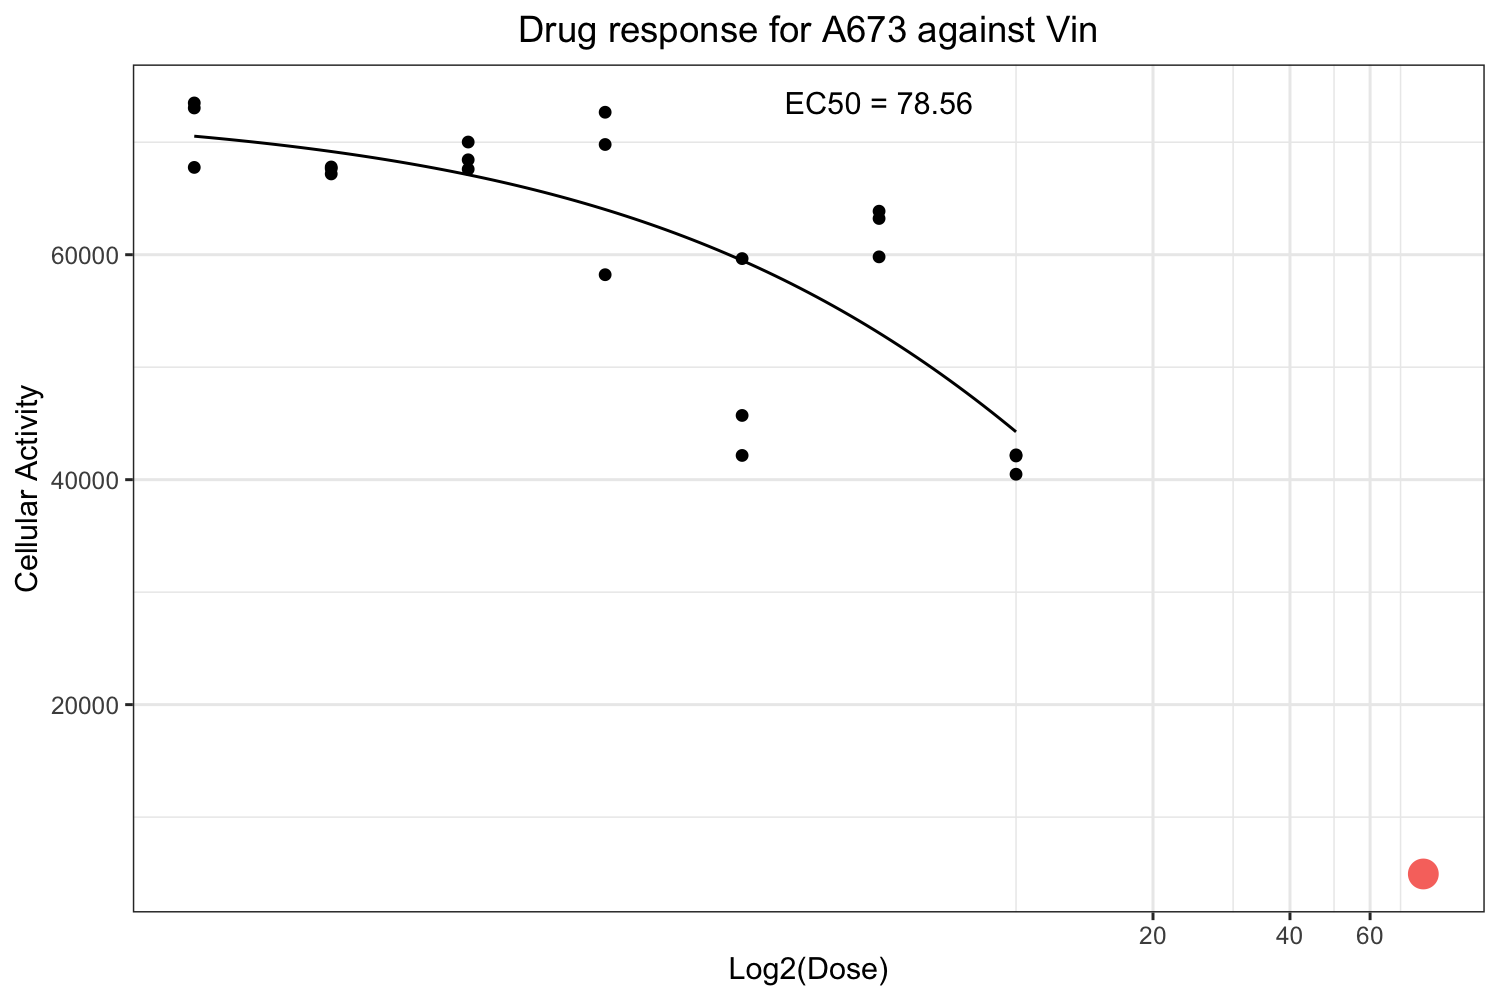 Drug response for A673 against Vin
EC50 = 78.56
60000
40000
20000
Cellular Activity
20 40 60
Log2(Dose)